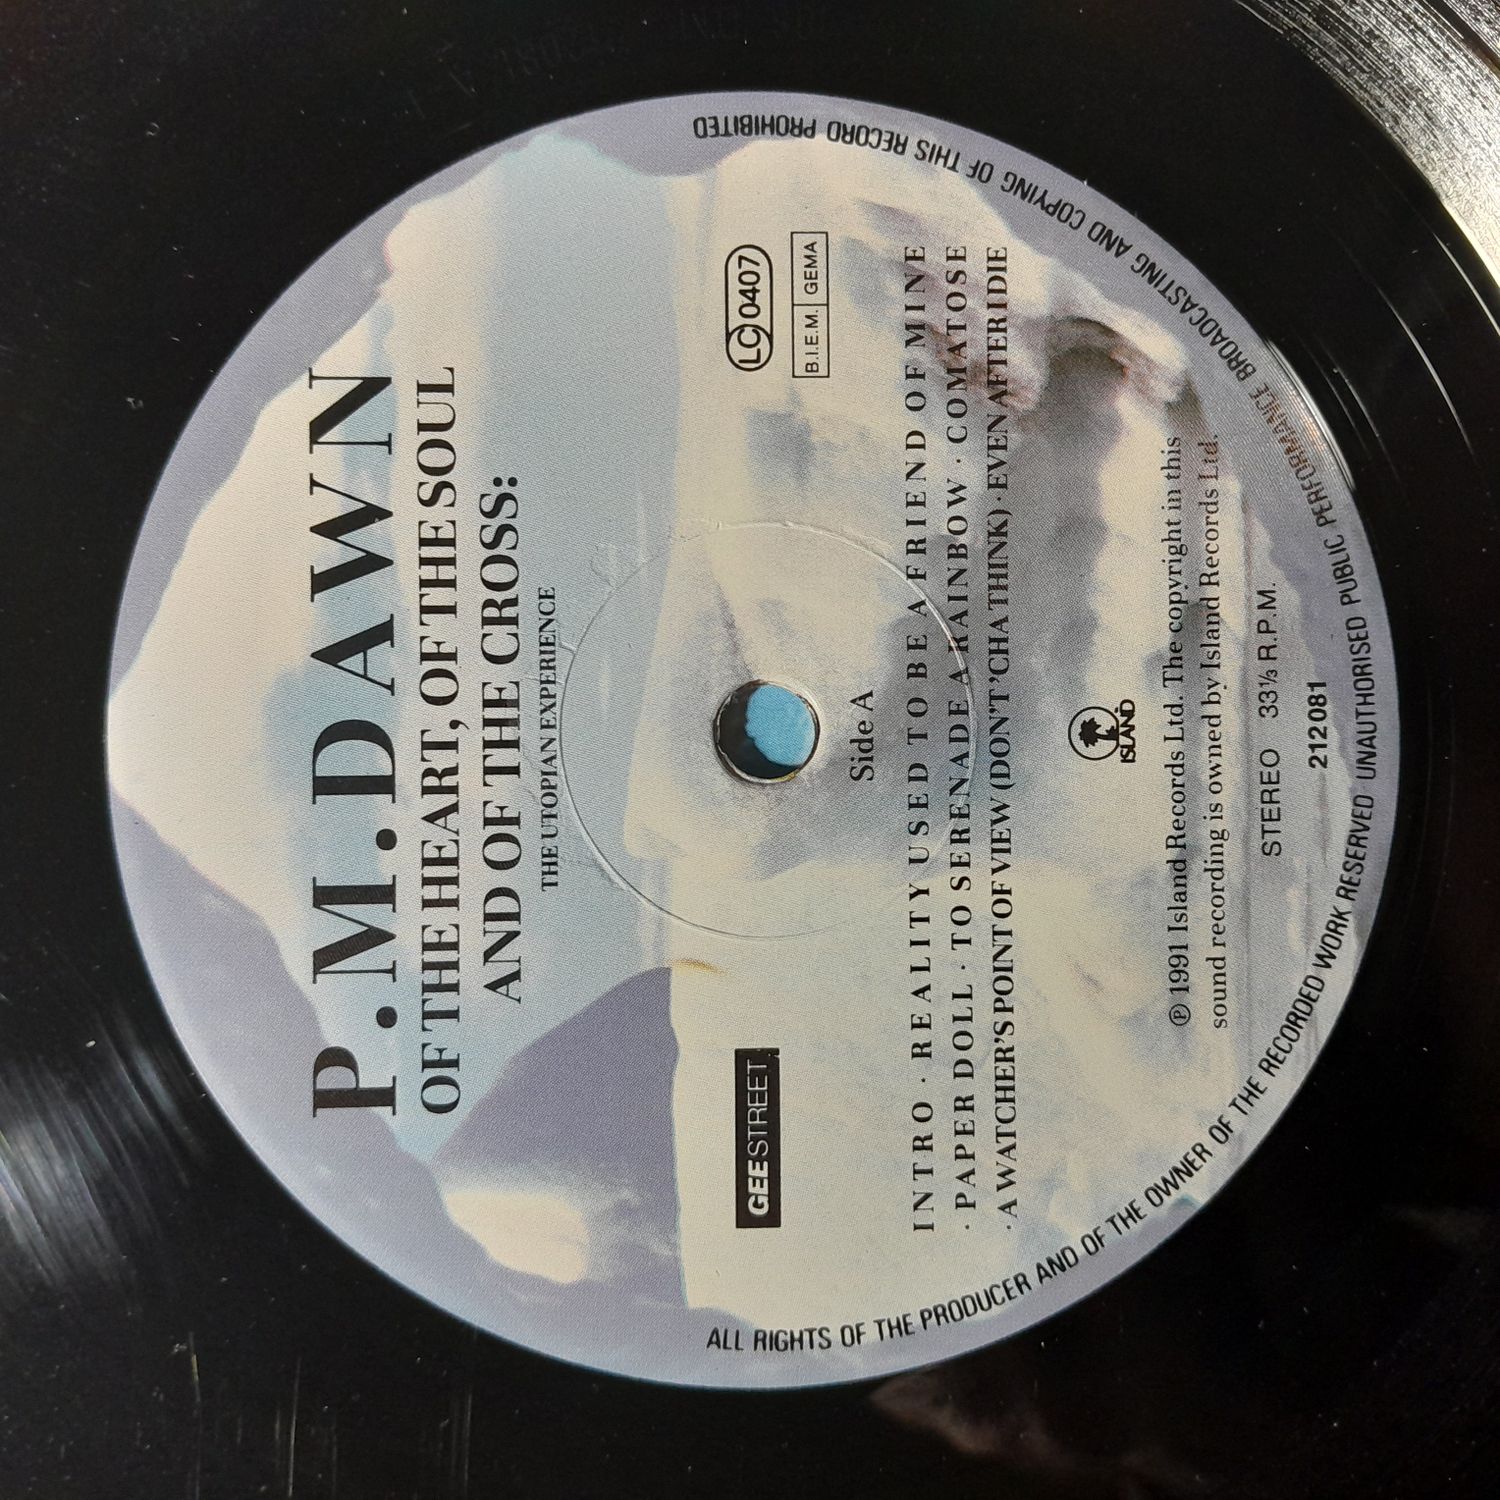 P.M.DAWN
OF THE HEART, OF THE SOUL
AND OF THE CROSS:
THE UTOPIAN EXPERIENCE
GEESTREET
LC 0407
B.I.E.M. GEMA
Side A
INTRO · REALITY USED TO BE A FRIEND OF MINE
· PAPER DOLL · TO SERENADE A RAINBOW · COMATOSE
· A WATCHER'S POINT OF VIEW (DON'T 'CHA THINK) · EVEN AFTER I DIE
ISLAND
℗ 1991 Island Records Ltd. The copyright in this
sound recording is owned by Island Records Ltd.
STEREO 33⅓ R.P.M.
212081
ALL RIGHTS OF THE PRODUCER AND OF THE OWNER OF THE RECORDED WORK RESERVED UNAUTHORISED PUBLIC PERFORMANCE BROADCASTING AND COPYING OF THIS RECORD PROHIBITED